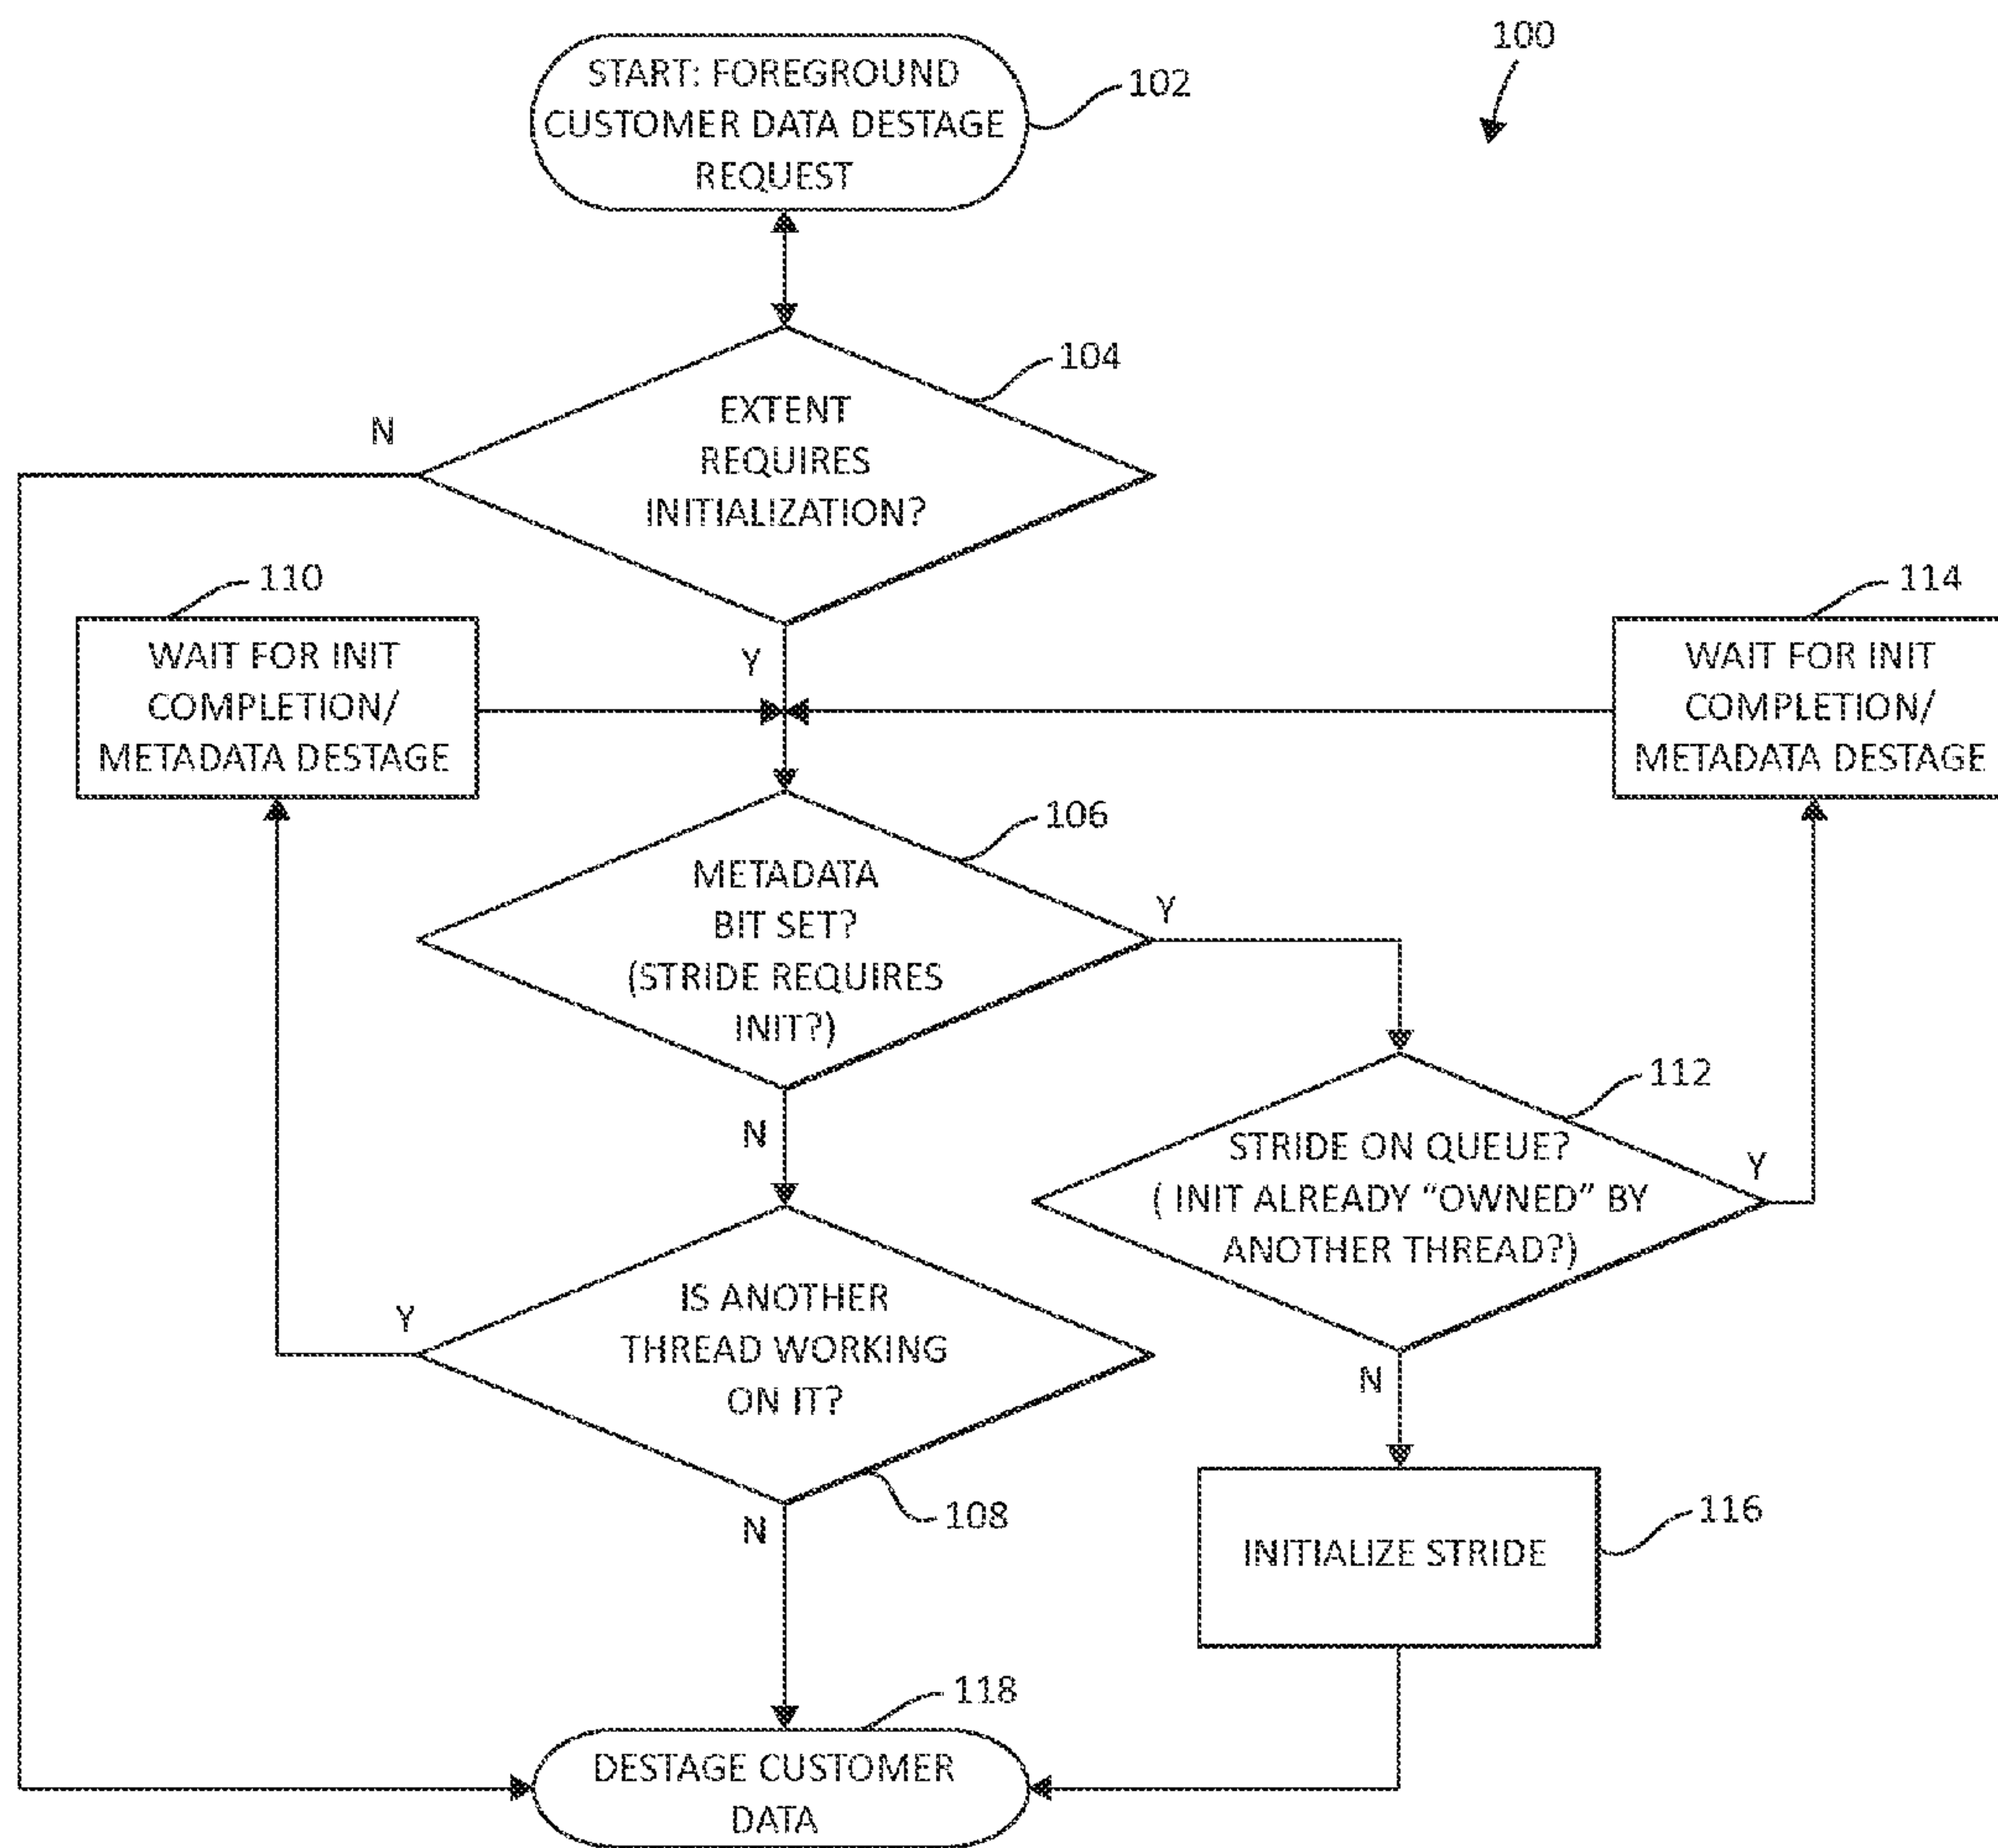 100
START: FOREGROUND
CUSTOMER DATA DESTAGE
REQUEST
102
104
EXTENT
REQUIRES
INITIALIZATION?
N
Y
110
WAIT FOR INIT
COMPLETION/
METADATA DESTAGE
114
WAIT FOR INIT
COMPLETION/
METADATA DESTAGE
106
METADATA
BIT SET?
(STRIDE REQUIRES
INIT?)
Y
N
112
STRIDE ON QUEUE?
( INIT ALREADY “OWNED” BY
ANOTHER THREAD?)
Y
N
IS ANOTHER
THREAD WORKING
ON IT?
Y
N
108
116
INITIALIZE STRIDE
118
DESTAGE CUSTOMER
DATA